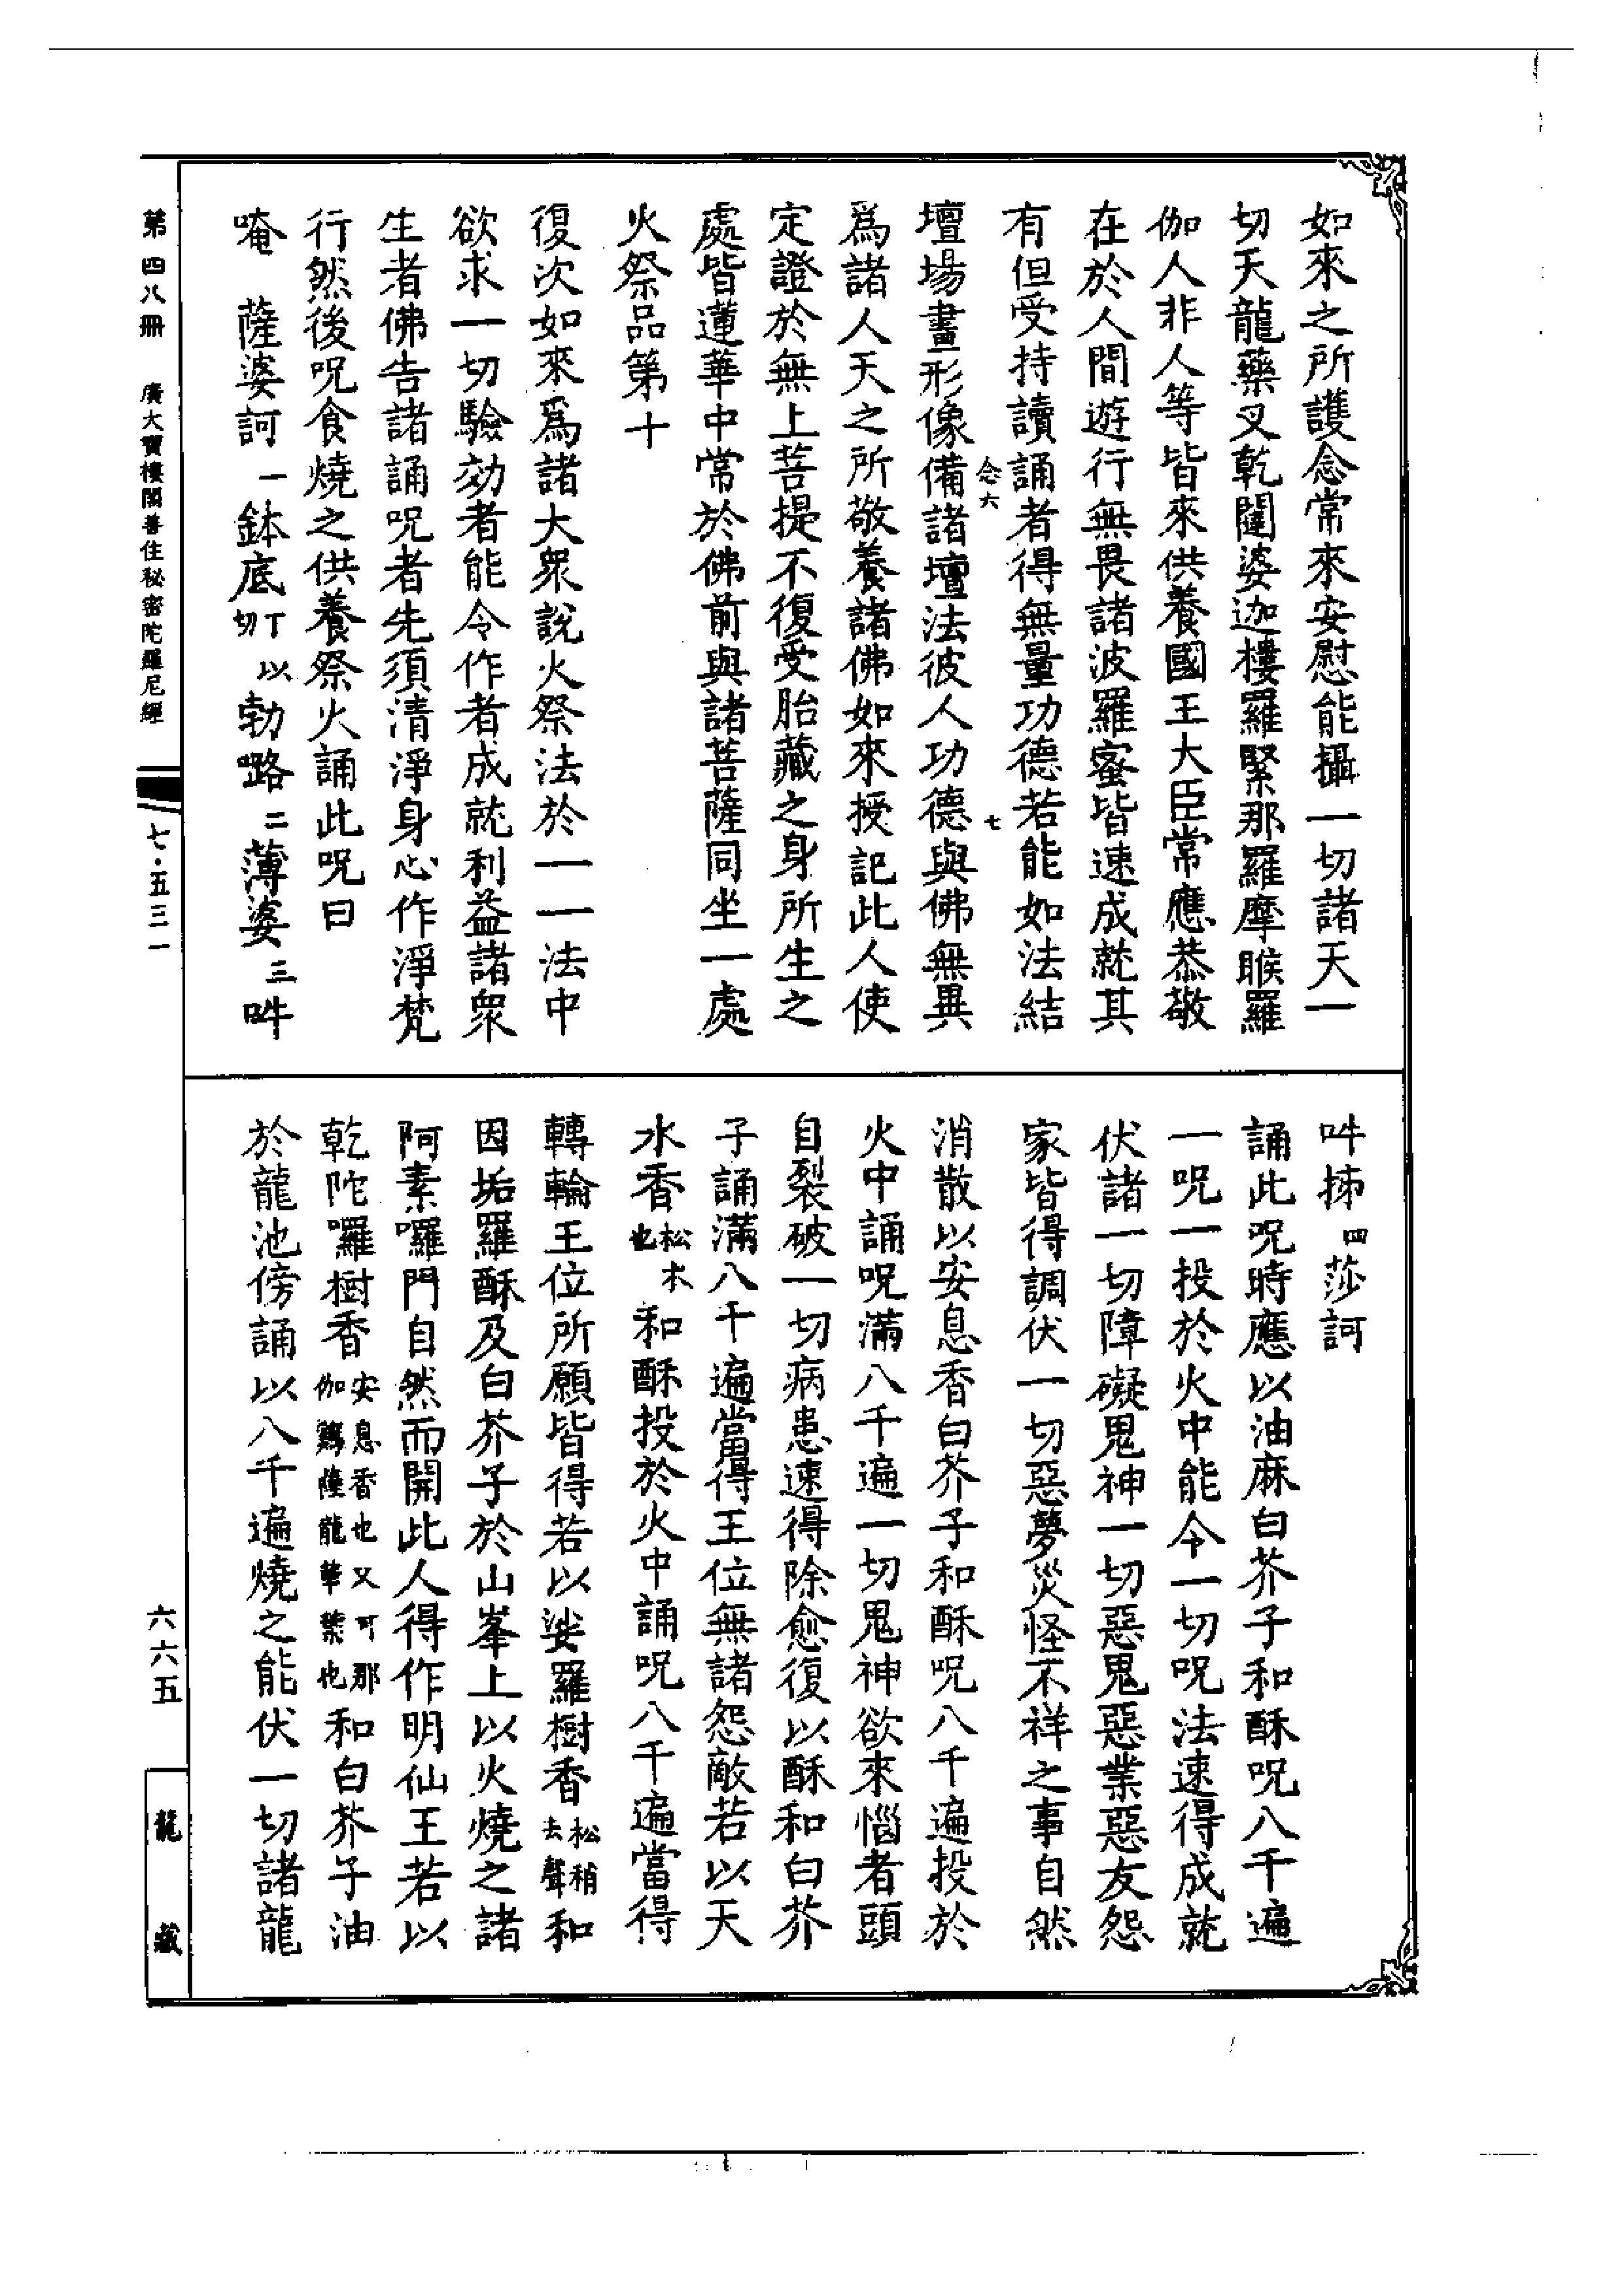 如來之所護念常來安慰能攝一切諸天一
切天龍藥叉乾闥婆迦樓羅緊那羅摩睺羅
伽人非人等皆來供養國王大臣常應恭敬
在於人間遊行無畏諸波羅蜜皆速成就其
有但受持讀誦者得無量功德若能如法結
念六
七
壇場畫形像備諸壇法彼人功德與佛無異
為諸人天之所敬養諸佛如來授記此人使
定證於無上菩提不復受胎藏之身所生之
處皆蓮華中常於佛前與諸菩薩同坐一處
火祭品第十
復次如來為諸大眾說火祭法於一一法中
欲求一切驗効者能令作者成就利益諸眾
生者佛告諸誦呪者先須清淨身心作淨梵
行然後呪食燒之供養祭火誦此呪曰
唵 薩婆訶一鉢底丁以切勃嚕二薄婆三吽
吽㧊四莎訶
誦此呪時應以油麻白芥子和酥呪八千遍
一呪一投於火中能令一切呪法速得成就
伏諸一切障礙鬼神一切惡鬼惡業惡友怨
家皆得調伏一切惡夢災怪不祥之事自然
消散以安息香白芥子和酥呪八千遍投於
火中誦呪滿八千遍一切鬼神欲來惱者頭
自裂破一切病患速得除愈復以酥和白芥
子誦滿八千遍當得王位無諸怨敵若以天
水香松木也和酥投於火中誦呪八千遍當得
轉輪王位所願皆得若以娑羅樹香松稍去聲和
因垢羅酥及白芥子於山峯上以火燒之諸
阿素囉門自然而開此人得作明仙王若以
乾陀囉樹香安息香也又可那伽薩龍華葉也和白芥子油
於龍池傍誦以八千遍燒之能伏一切諸龍
第四八冊 廣大寶樓閣善住秘密陀羅尼經
七·五三一
六六五
龍藏